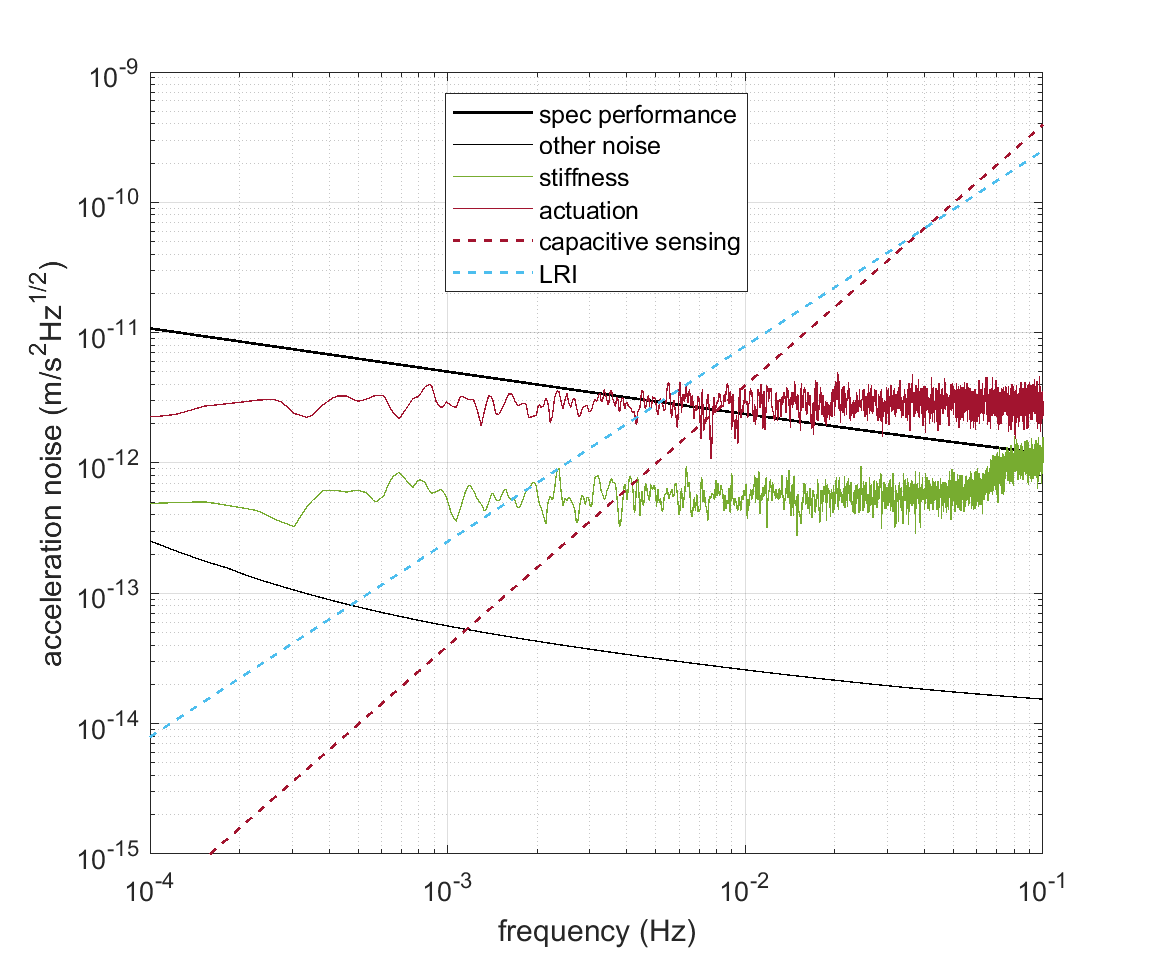 10^-9
10^-10
10^-11
10^-12
10^-13
10^-14
10^-15
acceleration noise (m/s^2Hz^1/2)
spec performance
other noise
stiffness
actuation
capacitive sensing
LRI
10^-4
10^-3
10^-2
10^-1
frequency (Hz)